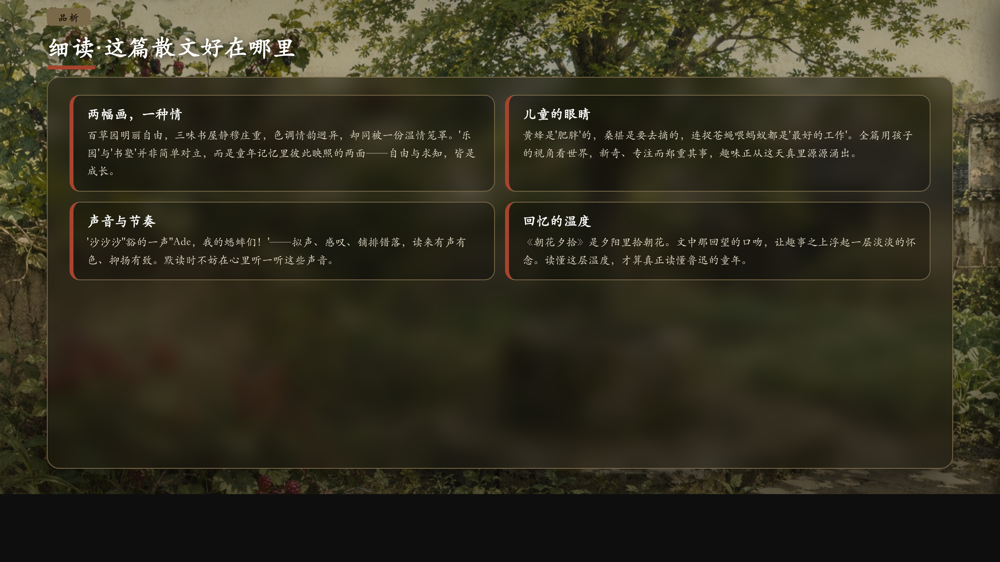 品析
细读·这篇散文好在哪里
两幅画，一种情
百草园明丽自由，三味书屋静穆庄重，色调情韵迥异，却同被一份温情笼罩。'乐
园'与'书塾'并非简单对立，而是童年记忆里彼此映照的两面——自由与求知，皆是
成长。
儿童的眼睛
黄蜂是'肥胖'的，桑椹是要去摘的，连捉苍蝇喂蚂蚁都是'最好的工作'。全篇用孩子
的视角看世界，新奇、专注而郑重其事，趣味正从这天真里源源涌出。
声音与节奏
'沙沙沙''豁的一声''Ade，我的蟋蟀们！'——拟声、感叹、铺排错落，读来有声有
色、抑扬有致。默读时不妨在心里听一听这些声音。
回忆的温度
《朝花夕拾》是夕阳里拾朝花。文中那回望的口吻，让趣事之上浮起一层淡淡的怀
念。读懂这层温度，才算真正读懂鲁迅的童年。